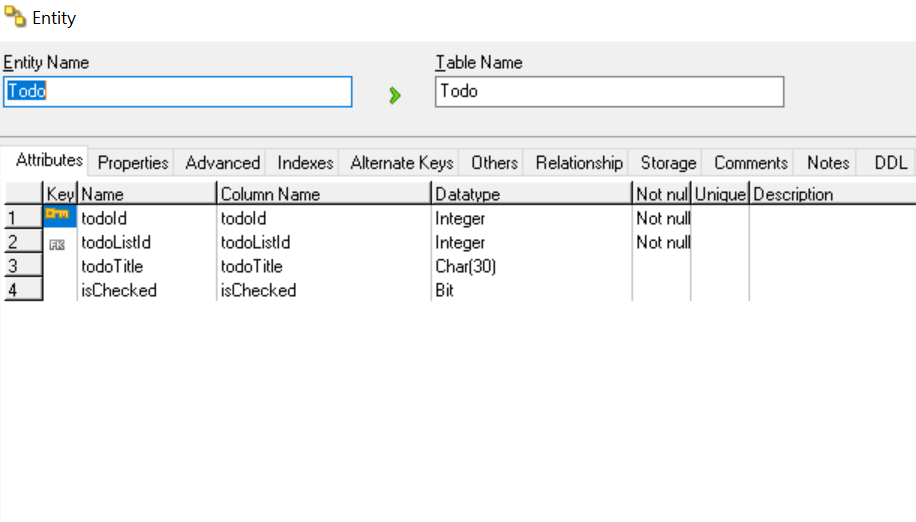 Entity
Entity Name Table Name
Todo Todo
Attributes Properties Advanced Indexes Alternate Keys Others Relationship Storage Comments Notes DDL
Key Name Column Name Datatype Not nul Unique Description
1 todoId todoId Integer Not null
2 FK todoListId todoListId Integer Not null
3 todoTitle todoTitle Char(30)
4 isChecked isChecked Bit